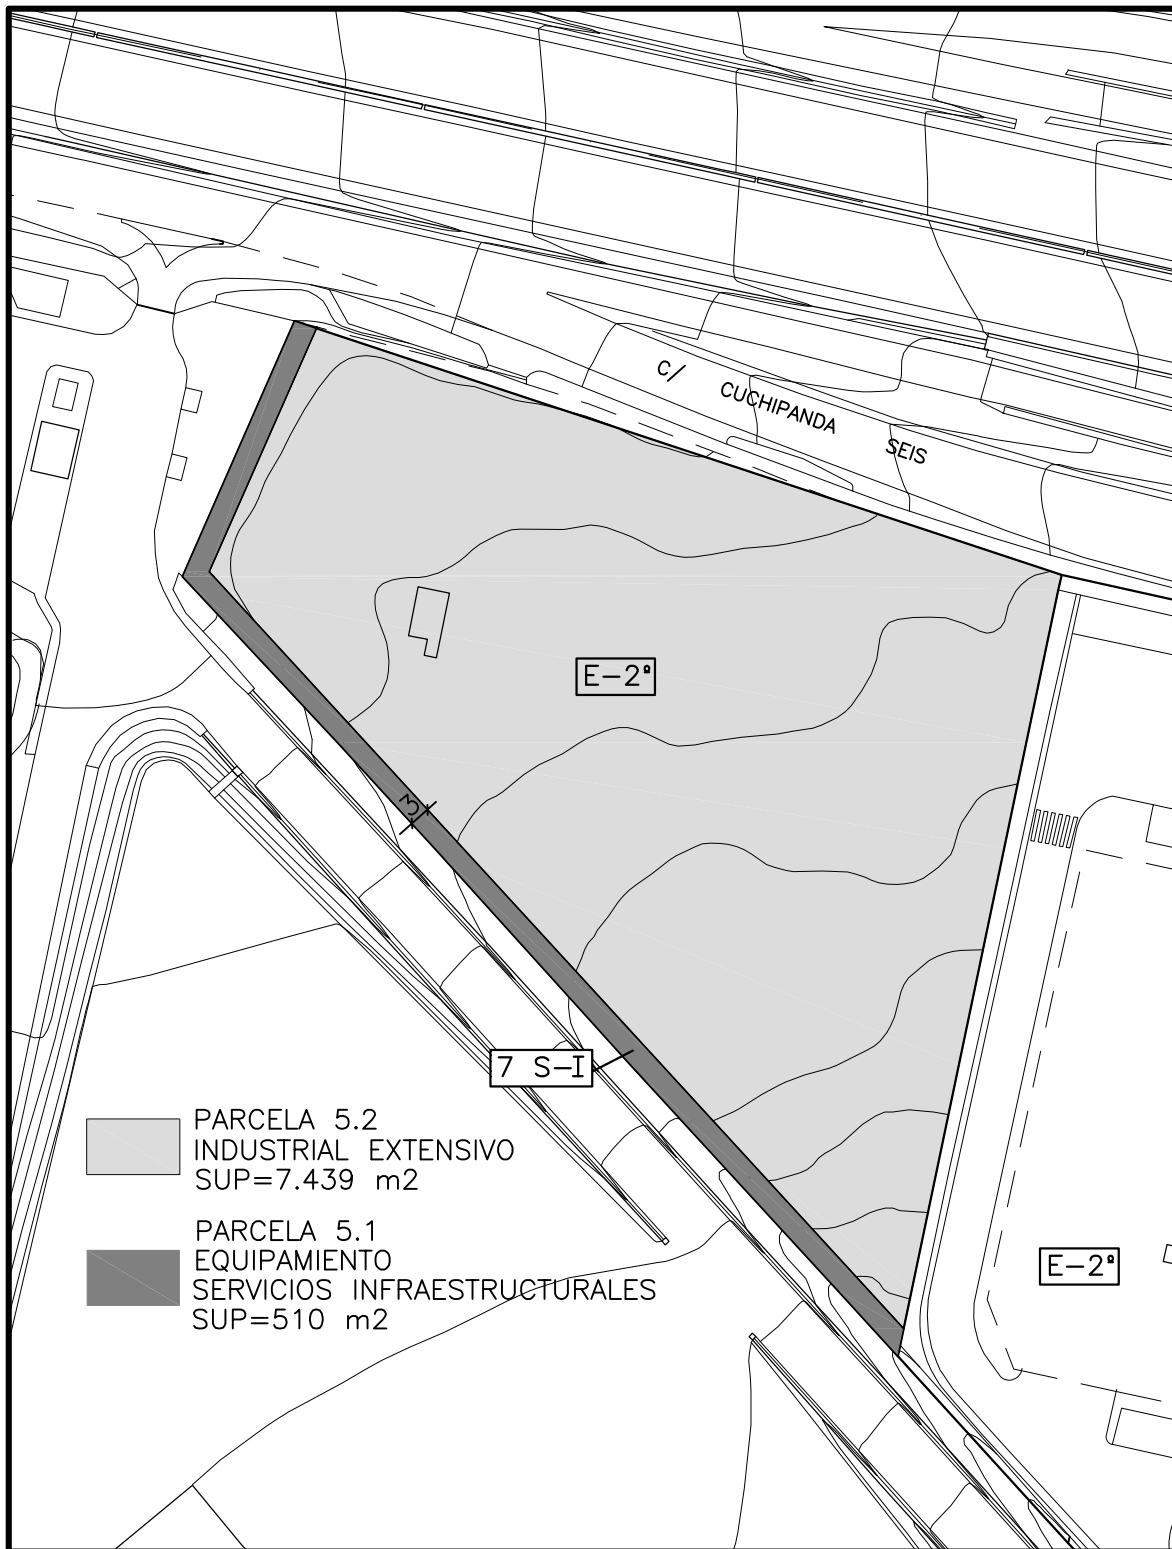 C/ CUCHIPANDA SEIS
E-2ª
3
7 S-I
PARCELA 5.2
INDUSTRIAL EXTENSIVO
SUP=7.439 m2
PARCELA 5.1
EQUIPAMIENTO
SERVICIOS INFRAESTRUCTURALES
SUP=510 m2
E-2ª